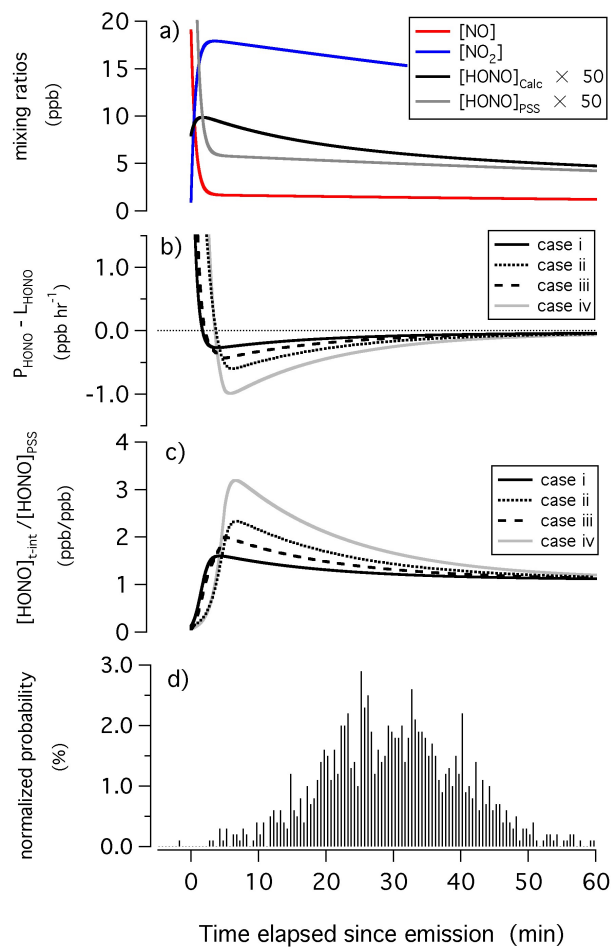 a)
20
15
10
5
0
mixing ratios
(ppb)
[NO]
[NO2]
[HONO]Calc × 50
[HONO]PSS × 50
b)
1.0
0.0
-1.0
PHONO - LHONO
(ppb hr-1)
case i
case ii
case iii
case iv
c)
4
3
2
1
0
[HONO]t-int /[HONO]PSS
(ppb/ppb)
case i
case ii
case iii
case iv
d)
3.0
2.0
1.0
0.0
normalized probability
(%)
0 10 20 30 40 50 60
Time elapsed since emission (min)